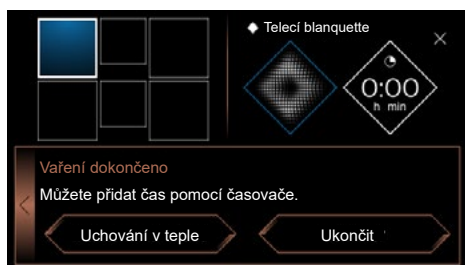 Telecí blanquette
0:00
h min
Vaření dokončeno
Můžete přidat čas pomocí časovače.
Uchování v teple
Ukončit